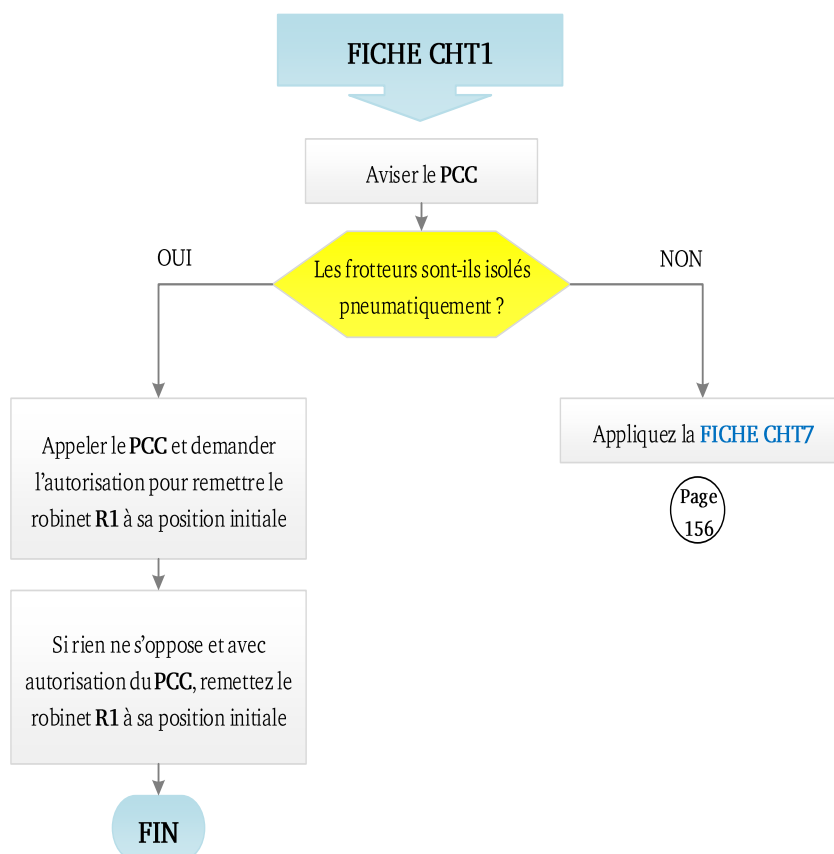 FICHE CHT1
Aviser le PCC
Les frotteurs sont-ils isolés
pneumatiquement ?
OUI
NON
Appeler le PCC et demander
l'autorisation pour remettre le
robinet R1 à sa position initiale
Appliquez la FICHE CHT7
Page
156
Si rien ne s'oppose et avec
autorisation du PCC, remettez le
robinet R1 à sa position initiale
FIN